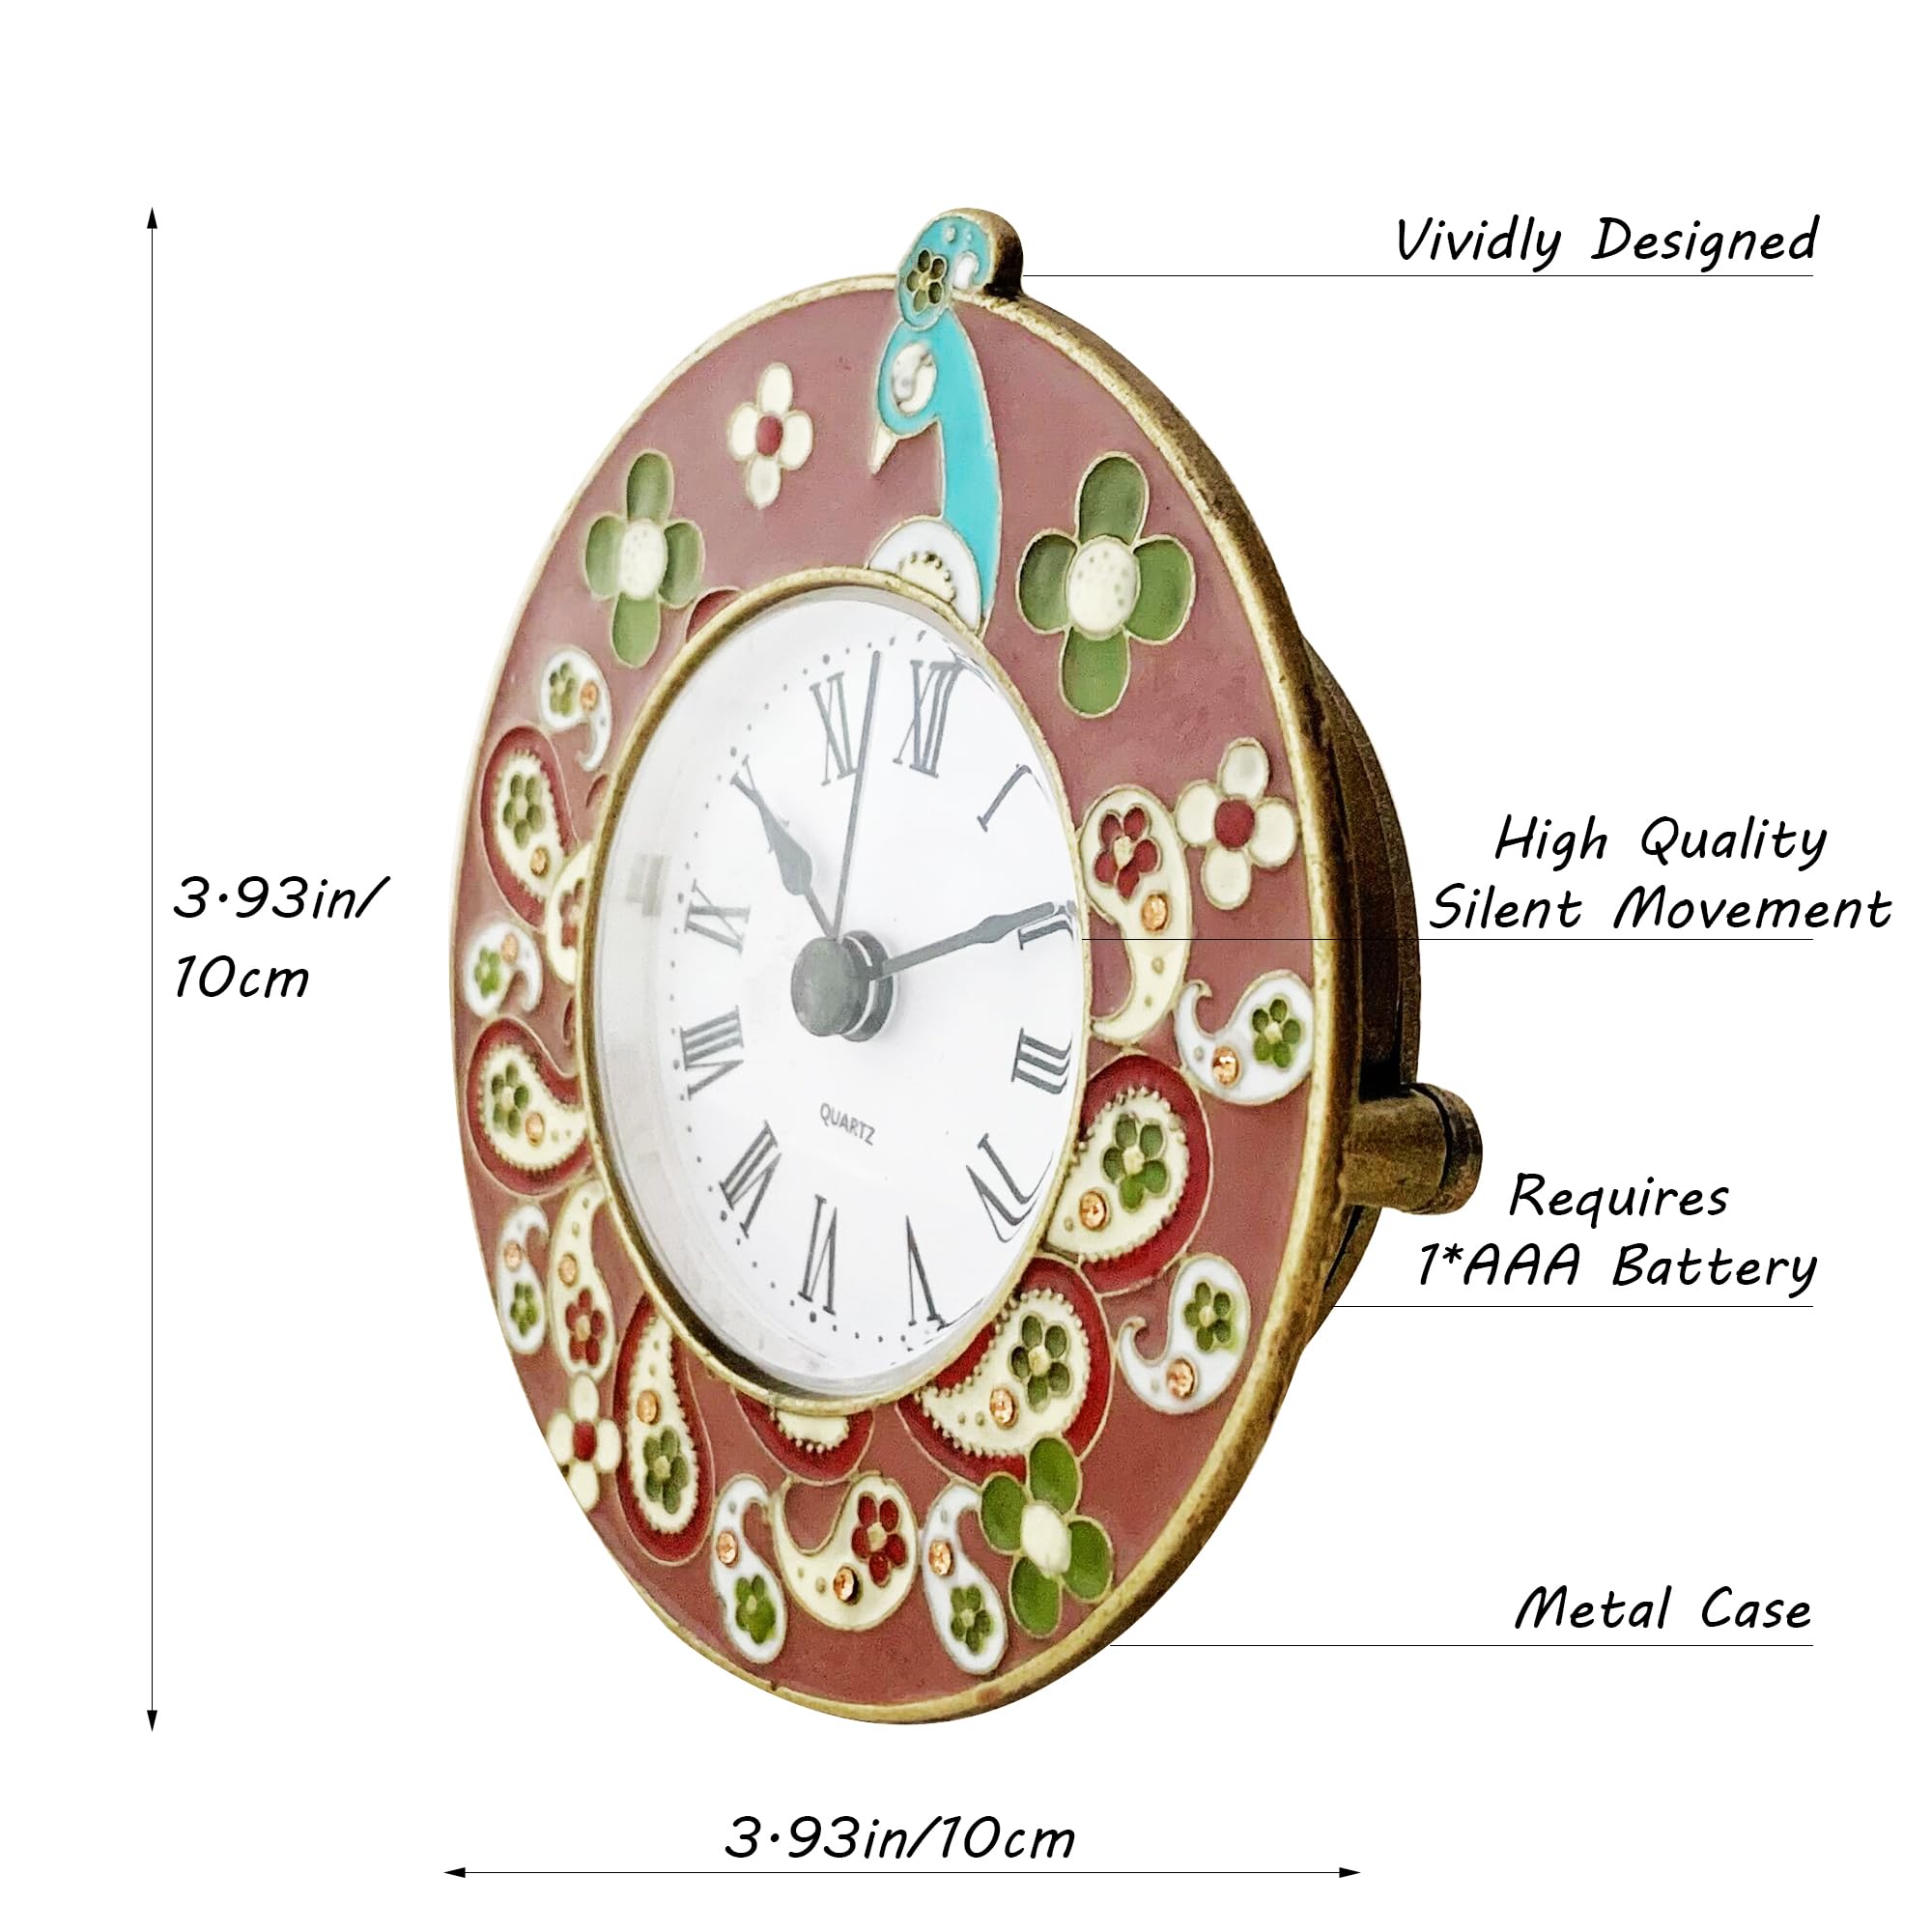 Vividly Designed
XI
XII
I
X
High Quality
Silent Movement
3.93in/
10cm
IX
II
VIII
III
QUARTZ
VII
IV
VI
V
Requires
1*AAA Battery
Metal Case
3.93in/10cm